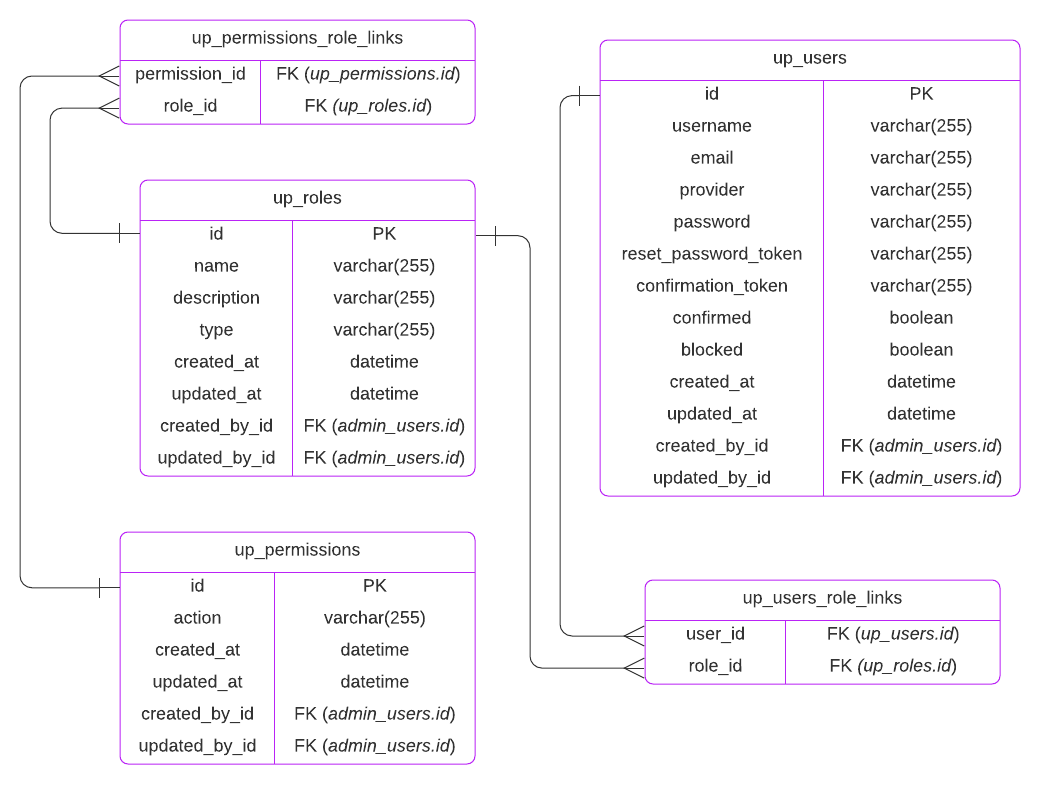 up_permissions_role_links
permission_id FK (up_permissions.id)
role_id FK (up_roles.id)
up_roles
id PK
name varchar(255)
description varchar(255)
type varchar(255)
created_at datetime
updated_at datetime
created_by_id FK (admin_users.id)
updated_by_id FK (admin_users.id)
up_permissions
id PK
action varchar(255)
created_at datetime
updated_at datetime
created_by_id FK (admin_users.id)
updated_by_id FK (admin_users.id)
up_users
id PK
username varchar(255)
email varchar(255)
provider varchar(255)
password varchar(255)
reset_password_token varchar(255)
confirmation_token varchar(255)
confirmed boolean
blocked boolean
created_at datetime
updated_at datetime
created_by_id FK (admin_users.id)
updated_by_id FK (admin_users.id)
up_users_role_links
user_id FK (up_users.id)
role_id FK (up_roles.id)